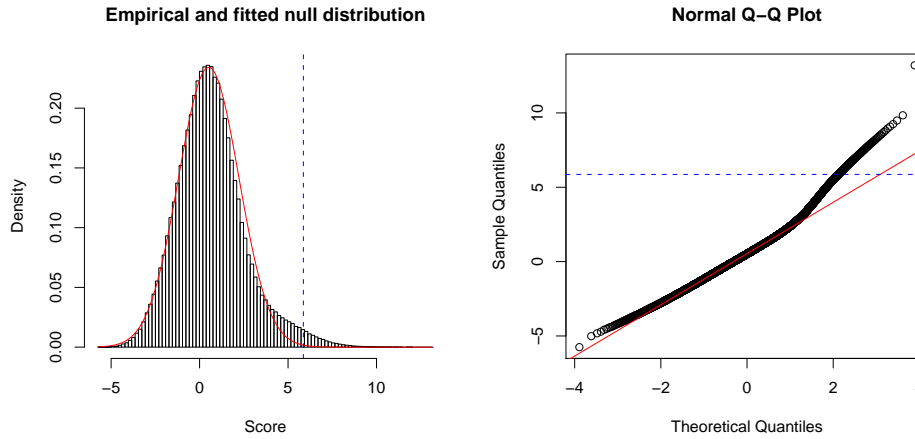 Empirical and fitted null distribution
Density
0.00
0.05
0.10
0.15
0.20
−5
0
5
10
Score
Normal Q−Q Plot
Sample Quantiles
−5
0
5
10
−4
−2
0
2
Theoretical Quantiles